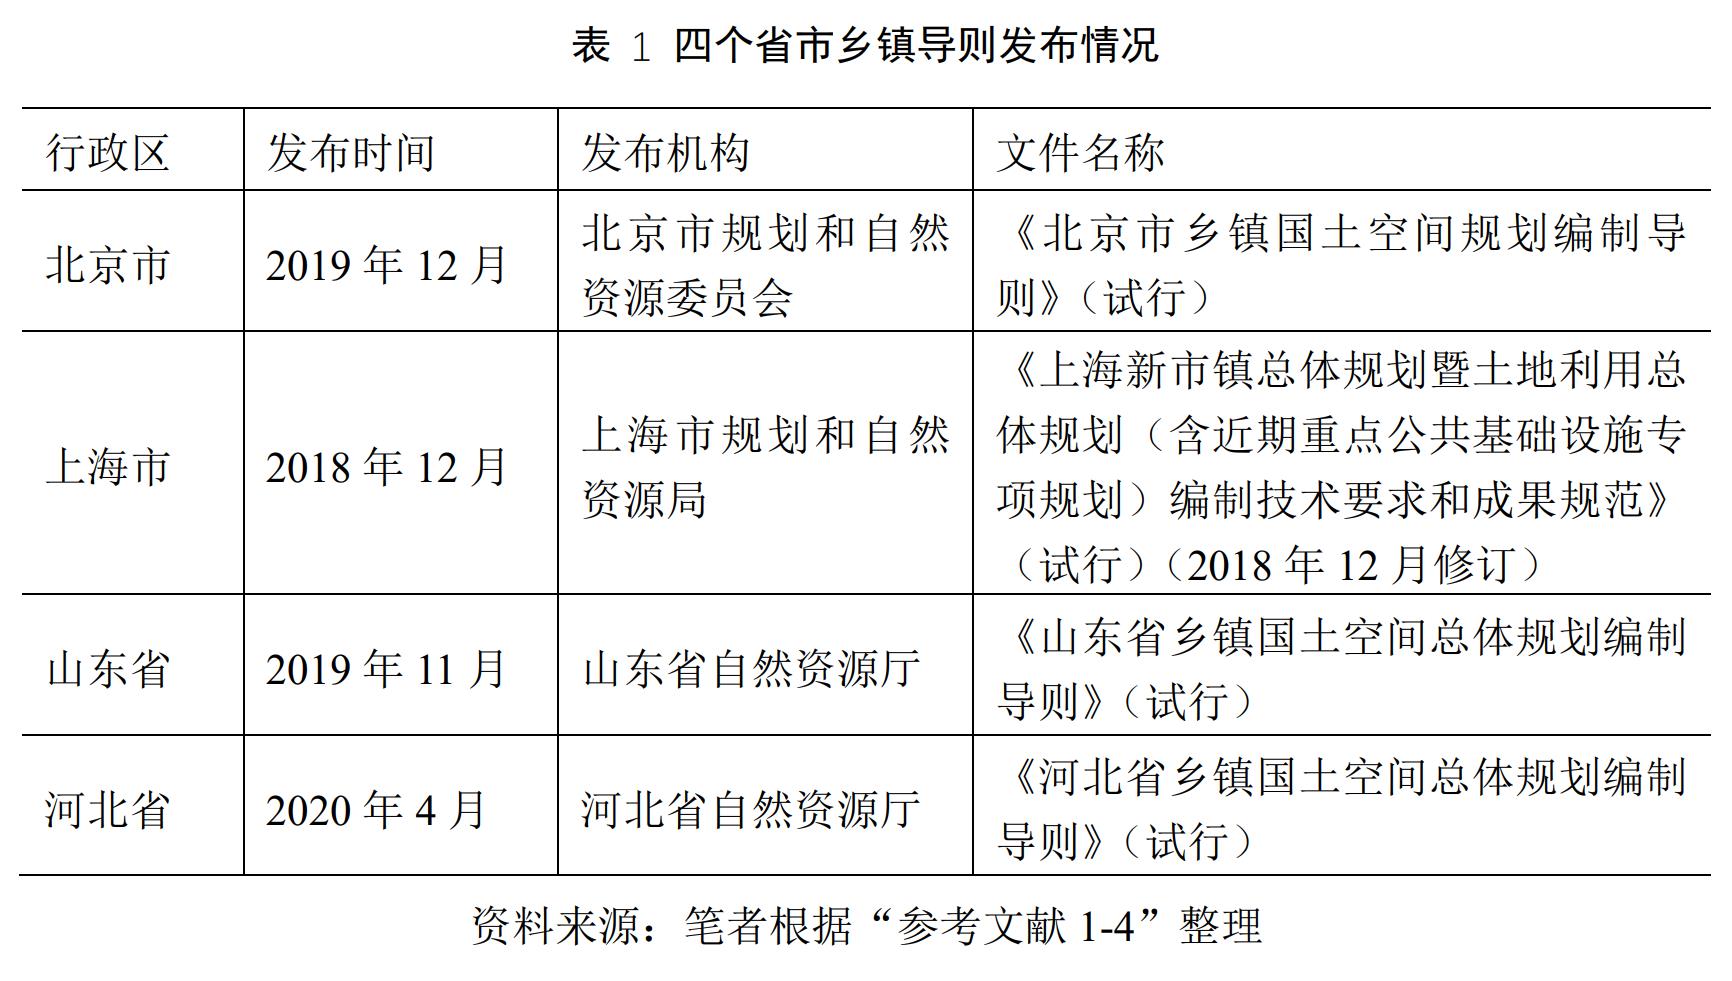 表 1 四个省市乡镇导则发布情况
行政区 发布时间 发布机构 文件名称
北京市 2019 年 12 月 北京市规划和自然
资源委员会 《北京市乡镇国土空间规划编制导
则》（试行）
上海市 2018 年 12 月 上海市规划和自然
资源局 《上海新市镇总体规划暨土地利用总
体规划（含近期重点公共基础设施专
项规划）编制技术要求和成果规范》
（试行）（2018 年 12 月修订）
山东省 2019 年 11 月 山东省自然资源厅 《山东省乡镇国土空间总体规划编制
导则》（试行）
河北省 2020 年 4 月 河北省自然资源厅 《河北省乡镇国土空间总体规划编制
导则》（试行）
资料来源：笔者根据“参考文献 1-4”整理